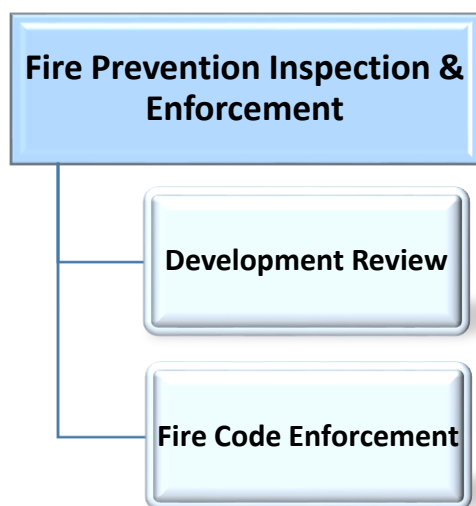 Fire Prevention Inspection &
Enforcement
Development Review
Fire Code Enforcement